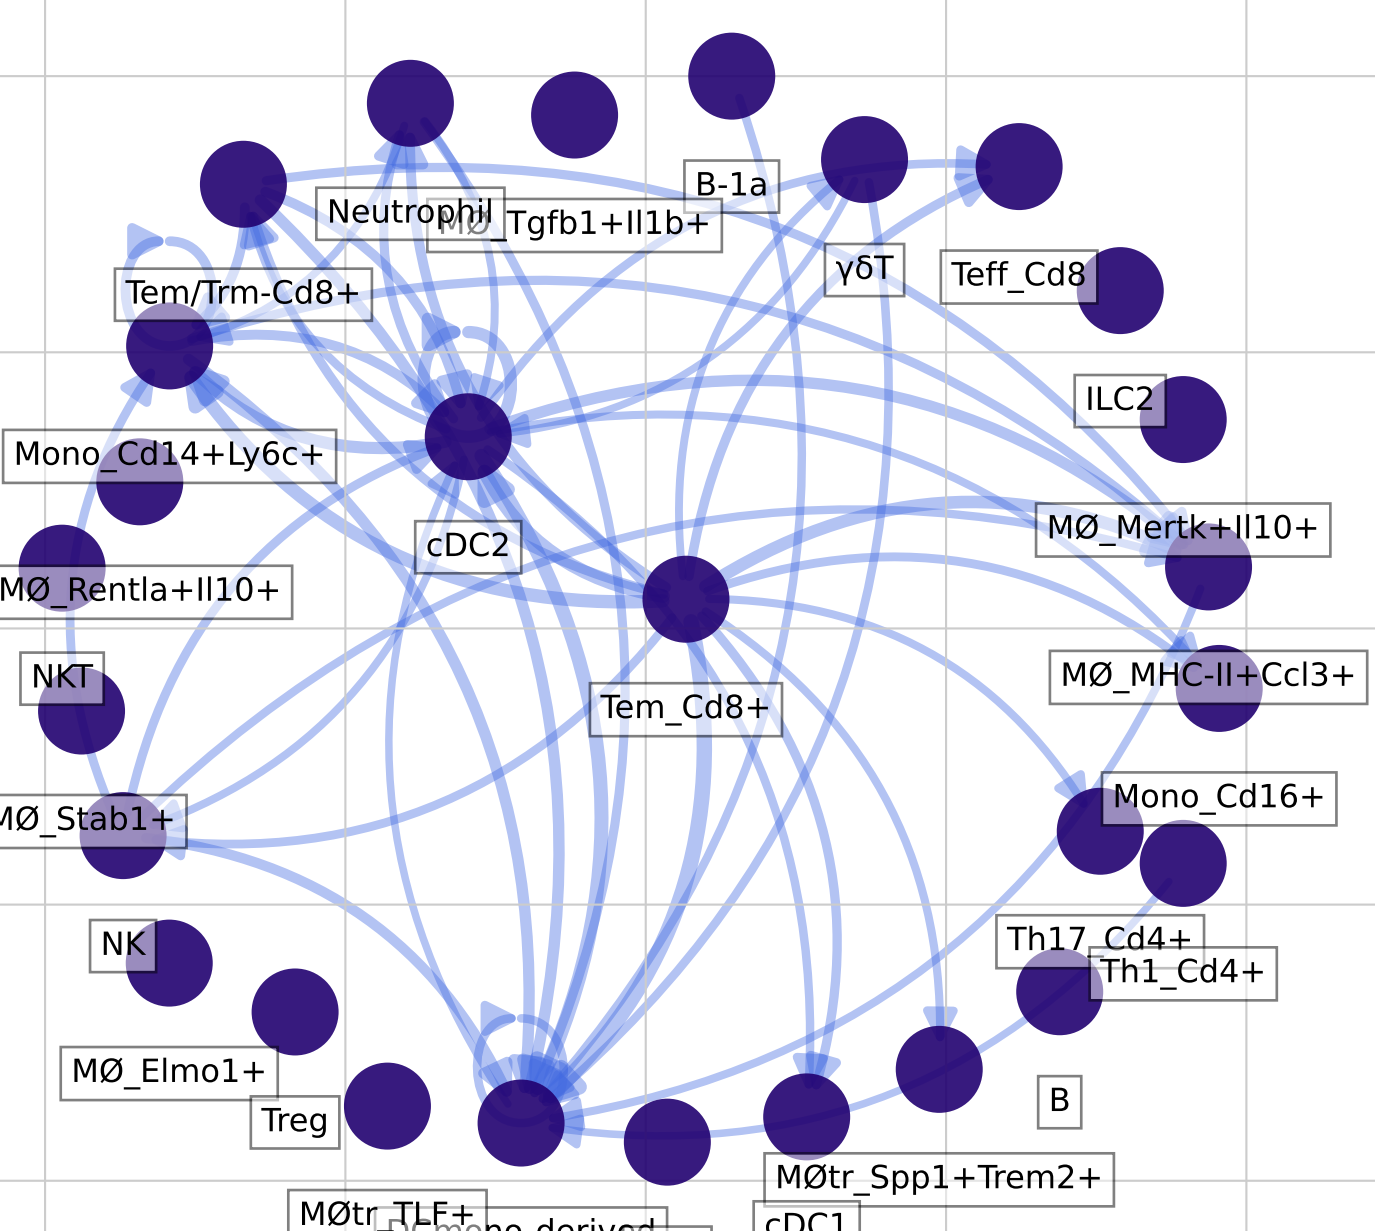 B-1a
Neutrophil
MØ_Tgfb1+Il1b+
γδT
Teff_Cd8
Tem/Trm-Cd8+
ILC2
Mono_Cd14+Ly6c+
MØ_Mertk+Il10+
cDC2
MØ_Rentla+Il10+
NKT
MØ_MHC-II+Ccl3+
Tem_Cd8+
Mono_Cd16+
MØ_Stab1+
NK
Th17_Cd4+
Th1_Cd4+
MØ_Elmo1+
B
Treg
MØtr_Spp1+Trem2+
MØtr_TLF+
cDC1